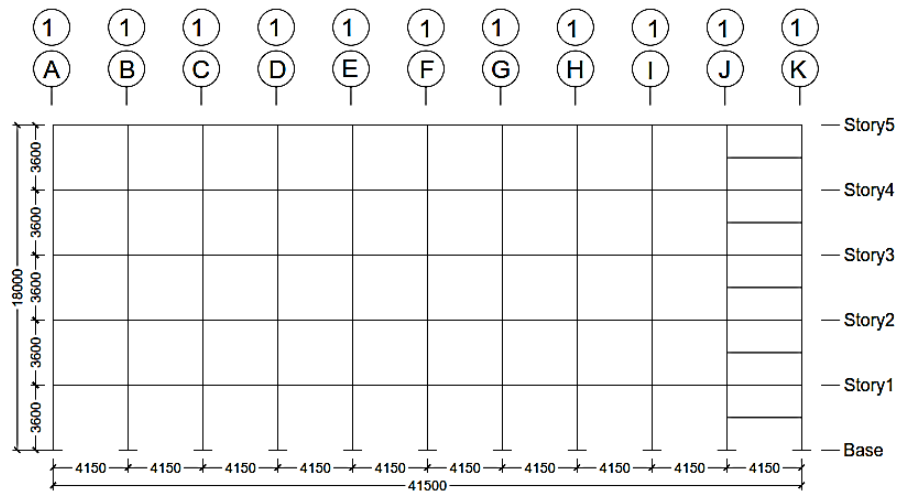 1 1 1 1 1 1 1 1 1 1 1
A B C D E F G H I J K
Story5
3600
Story4
3600
Story3
18000
3600
Story2
3600
Story1
3600
Base
4150 4150 4150 4150 4150 4150 4150 4150 4150 4150
41500